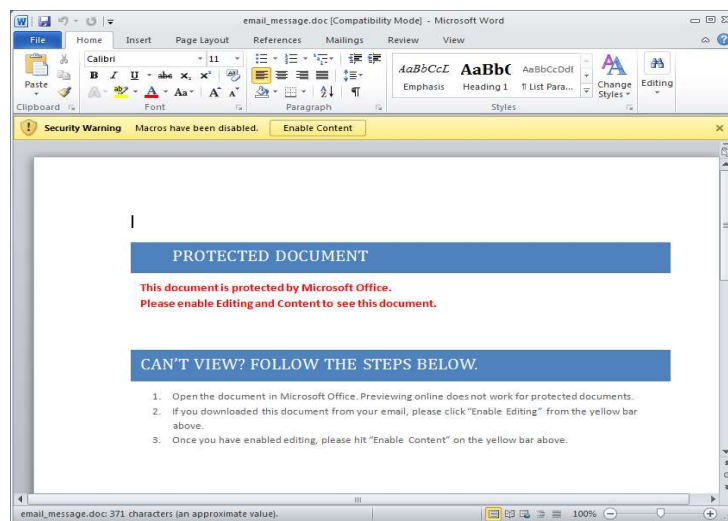 email_message.doc [Compatibility Mode] - Microsoft Word
File Home Insert Page Layout References Mailings Review View
Calibri 11
Paste
B I U abe x₂ x²
A ab A Aa A A
AaBbCcL AaBb( AaBbCcDdI
Emphasis Heading 1 ¶ List Para...
Change Styles
Editing
Clipboard Font Paragraph Styles
Security Warning Macros have been disabled. Enable Content
PROTECTED DOCUMENT
This document is protected by Microsoft Office.
Please enable Editing and Content to see this document.
CAN'T VIEW? FOLLOW THE STEPS BELOW.
1. Open the document in Microsoft Office. Previewing online does not work for protected documents.
2. If you downloaded this document from your email, please click "Enable Editing" from the yellow bar
above.
3. Once you have enabled editing, please hit "Enable Content" on the yellow bar above.
email_message.doc: 371 characters (an approximate value). 100%